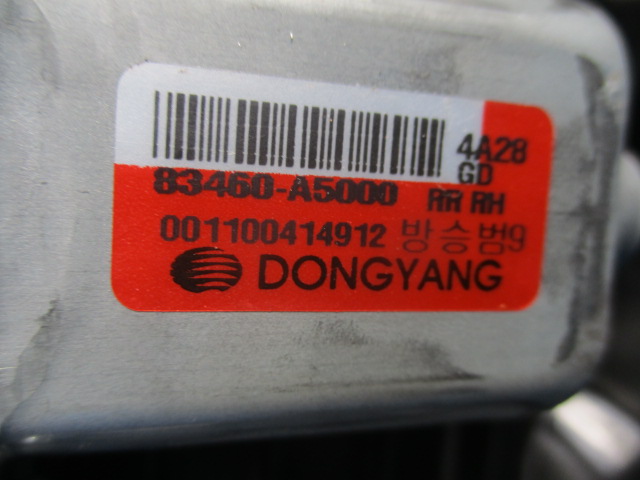 4A28
GD
83460-A5000 RR RH
001100414912 방승범9
DONGYANG